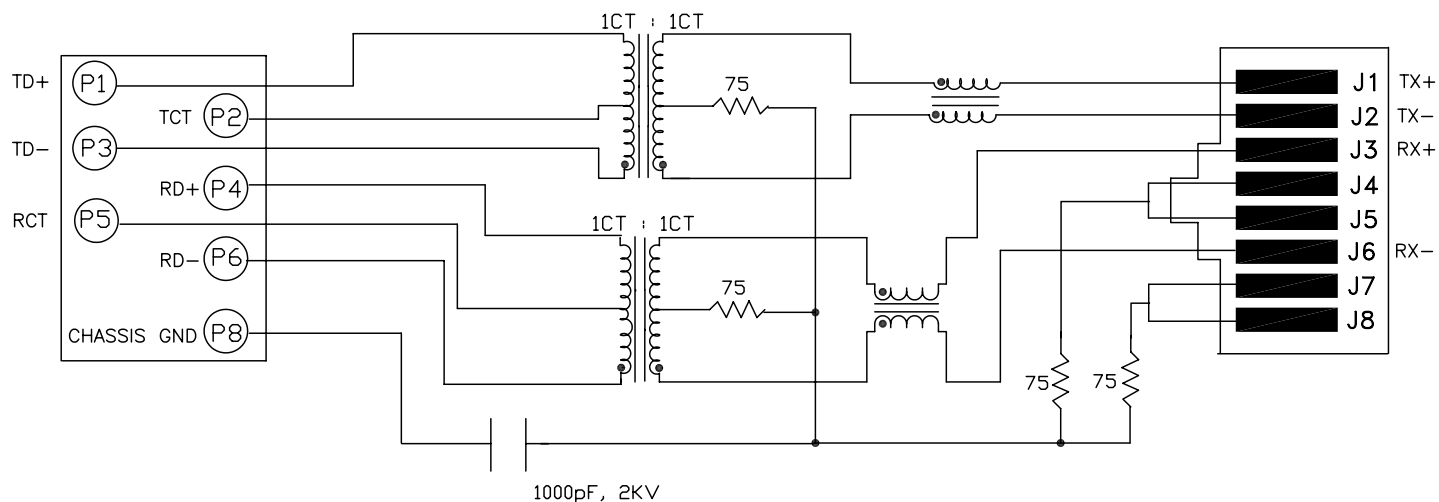 1CT : 1CT
TD+ P1
TCT P2
TD- P3
RD+ P4
RCT P5
RD- P6
CHASSIS GND P8
75
1CT : 1CT
75
75
75
1000pF, 2KV
J1 TX+
J2 TX-
J3 RX+
J4
J5
J6 RX-
J7
J8